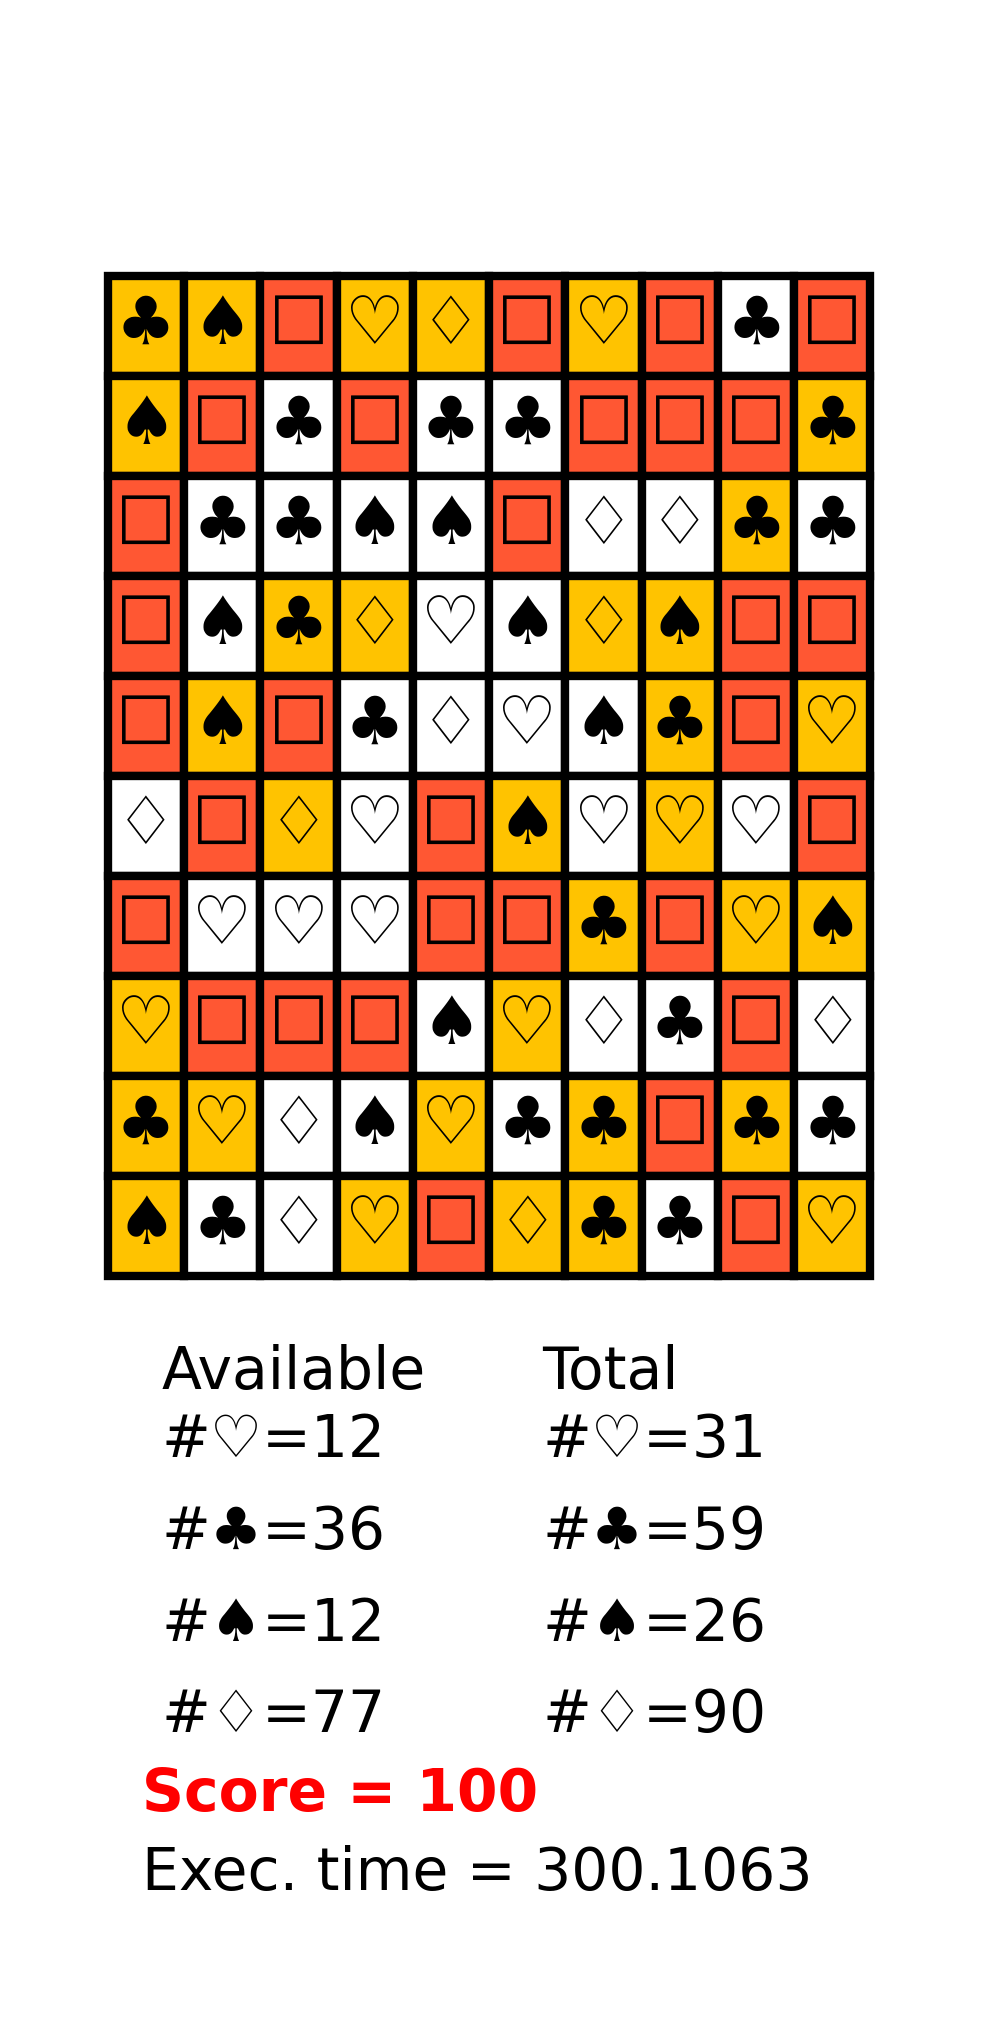 ♣ ♠ □ ♡ ♢ □ ♡ □ ♣ □
♠ □ ♣ □ ♣ ♣ □ □ □ ♣
□ ♣ ♣ ♠ ♠ □ ♢ ♢ ♣ ♣
□ ♠ ♣ ♢ ♡ ♠ ♢ ♠ □ □
□ ♠ □ ♣ ♢ ♡ ♠ ♣ □ ♡
♢ □ ♢ ♡ □ ♠ ♡ ♡ ♡ □
□ ♡ ♡ ♡ □ □ ♣ □ ♡ ♠
♡ □ □ □ ♠ ♡ ♢ ♣ □ ♢
♣ ♡ ♢ ♠ ♡ ♣ ♣ □ ♣ ♣
♠ ♣ ♢ ♡ □ ♢ ♣ ♣ □ ♡
Available Total
#♡=12 #♡=31
#♣=36 #♣=59
#♠=12 #♠=26
#♢=77 #♢=90
Score = 100
Exec. time = 300.1063